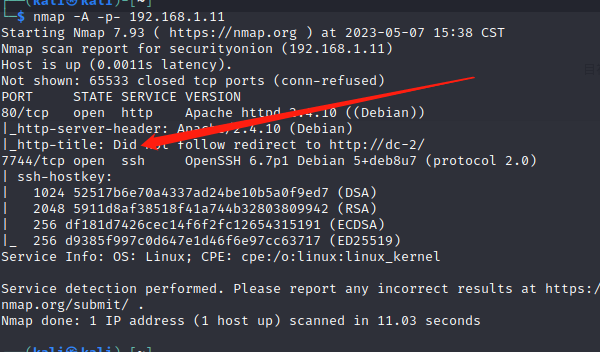 (kali㉿kali)-[~]
└─$ nmap -A -p- 192.168.1.11
Starting Nmap 7.93 ( https://nmap.org ) at 2023-05-07 15:38 CST
Nmap scan report for securityonion (192.168.1.11)
Host is up (0.0011s latency).
Not shown: 65533 closed tcp ports (conn-refused)
PORT     STATE SERVICE VERSION
80/tcp   open  http    Apache httpd 2.4.10 ((Debian))
|_http-server-header: Apache/2.4.10 (Debian)
|_http-title: Did not follow redirect to http://dc-2/
7744/tcp open  ssh     OpenSSH 6.7p1 Debian 5+deb8u7 (protocol 2.0)
| ssh-hostkey:
|   1024 52517b6e70a4337ad24be10b5a0f9ed7 (DSA)
|   2048 5911d8af38518f41a744b32803809942 (RSA)
|   256 df181d7426cec14f6f2fc12654315191 (ECDSA)
|_  256 d9385f997c0d647e1d46f6e97cc63717 (ED25519)
Service Info: OS: Linux; CPE: cpe:/o:linux:linux_kernel
Service detection performed. Please report any incorrect results at https:/
nmap.org/submit/ .
Nmap done: 1 IP address (1 host up) scanned in 11.03 seconds